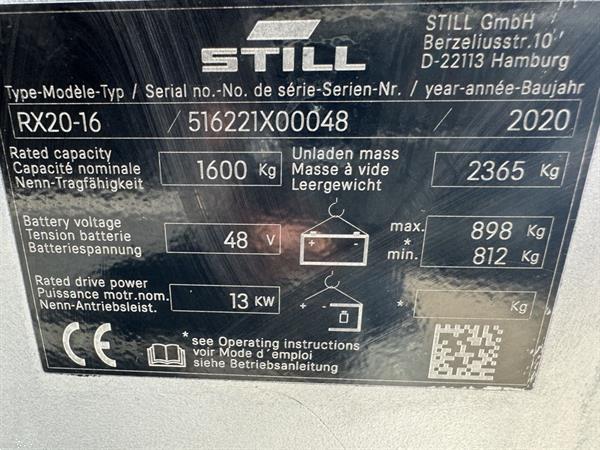 STILL
STILL GmbH
Berzeliusstr.10
D-22113 Hamburg
Type-Modèle-Typ / Serial no.-No. de série-Serien-Nr. / year-année-Baujahr
RX20-16 / 516221X00048 / 2020
Rated capacity
Capacité nominale
Nenn-Tragfähigkeit
1600 Kg
Unladen mass
Masse à vide
Leergewicht
2365 Kg
Battery voltage
Tension batterie
Batteriespannung
48 V
+ -
max.
*
min.
898 Kg
812 Kg
Rated drive power
Puissance motr.nom.
Nenn-Antriebsleist.
13 KW
+ -
* Kg
CE
* see Operating instructions
voir Mode d'emploi
siehe Betriebsanleitung